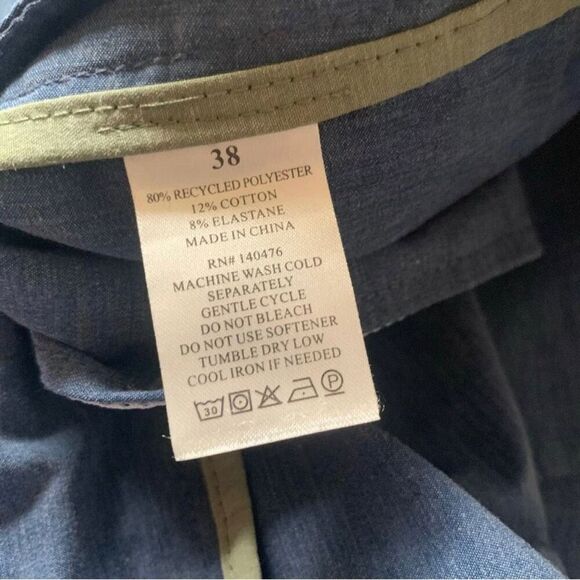 38
80% RECYCLED POLYESTER
12% COTTON
8% ELASTANE
MADE IN CHINA
RN# 140476
MACHINE WASH COLD
SEPARATELY
GENTLE CYCLE
DO NOT BLEACH
DO NOT USE SOFTENER
TUMBLE DRY LOW
COOL IRON IF NEEDED
30 P